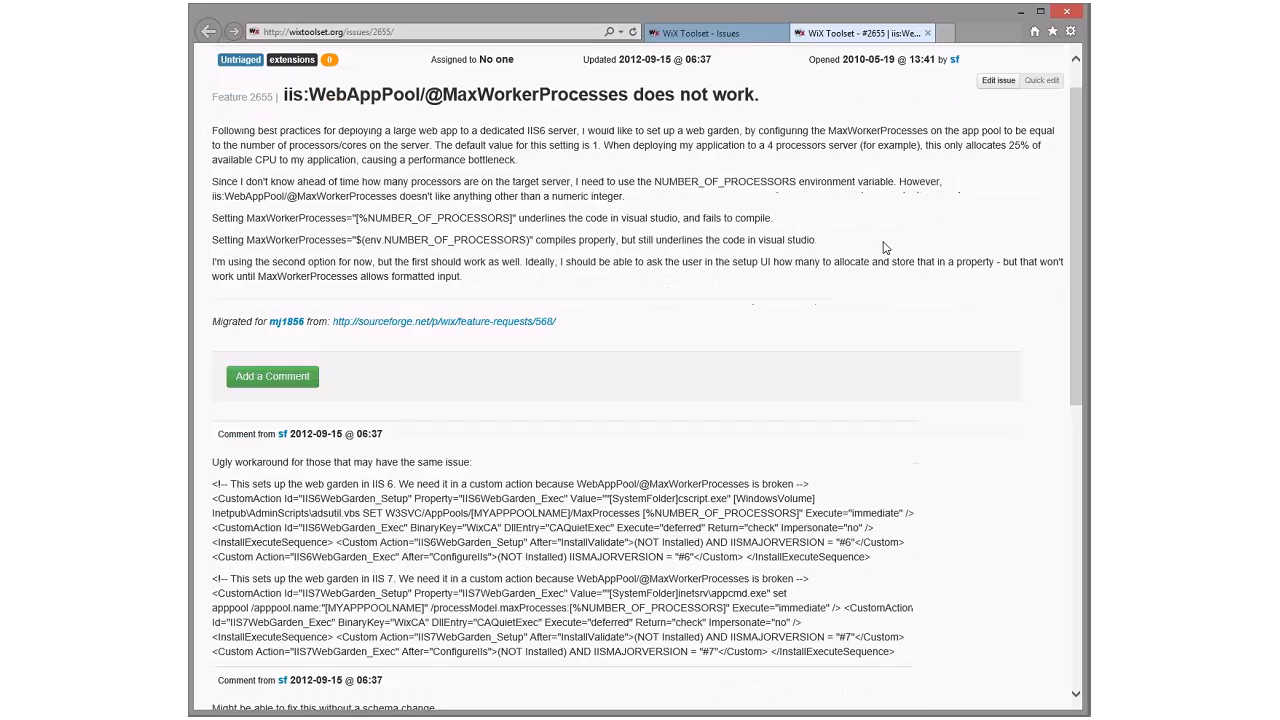 http://wixtoolset.org/issues/2655/
WiX Toolset - Issues
WiX Toolset - #2655 | iis:We...
Untriaged extensions 0 Assigned to No one Updated 2012-09-15 @ 06:37 Opened 2010-05-19 @ 13:41 by sf
Edit issue Quick edit
Feature 2655 | iis:WebAppPool/@MaxWorkerProcesses does not work.
Following best practices for deploying a large web app to a dedicated IIS6 server, i would like to set up a web garden, by configuring the MaxWorkerProcesses on the app pool to be equal
to the number of processors/cores on the server. The default value for this setting is 1. When deploying my application to a 4 processors server (for example), this only allocates 25% of
available CPU to my application, causing a performance bottleneck.
Since I don't know ahead of time how many processors are on the target server, I need to use the NUMBER_OF_PROCESSORS environment variable. However,
iis:WebAppPool/@MaxWorkerProcesses doesn't like anything other than a numeric integer.
Setting MaxWorkerProcesses="[%NUMBER_OF_PROCESSORS]" underlines the code in visual studio, and fails to compile.
Setting MaxWorkerProcesses="$(env.NUMBER_OF_PROCESSORS)" compiles properly, but still underlines the code in visual studio.
I'm using the second option for now, but the first should work as well. Ideally, I should be able to ask the user in the setup UI how many to allocate and store that in a property - but that won't
work until MaxWorkerProcesses allows formatted input.
Migrated for mj1856 from: http://sourceforge.net/p/wix/feature-requests/568/
Add a Comment
Comment from sf 2012-09-15 @ 06:37
Ugly workaround for those that may have the same issue:
<!-- This sets up the web garden in IIS 6. We need it in a custom action because WebAppPool/@MaxWorkerProcesses is broken -->
<CustomAction Id="IIS6WebGarden_Setup" Property="IIS6WebGarden_Exec" Value=""[SystemFolder]cscript.exe" [WindowsVolume]
Inetpub\AdminScripts\adsutil.vbs SET W3SVC/AppPools/[MYAPPPOOLNAME]/MaxProcesses [%NUMBER_OF_PROCESSORS]" Execute="immediate" />
<CustomAction Id="IIS6WebGarden_Exec" BinaryKey="WixCA" DllEntry="CAQuietExec" Execute="deferred" Return="check" Impersonate="no" />
<InstallExecuteSequence> <Custom Action="IIS6WebGarden_Setup" After="InstallValidate">(NOT Installed) AND IISMAJORVERSION = "#6"</Custom>
<Custom Action="IIS6WebGarden_Exec" After="ConfigureIIs">(NOT Installed) IISMAJORVERSION = "#6"</Custom> </InstallExecuteSequence>
<!-- This sets up the web garden in IIS 7. We need it in a custom action because WebAppPool/@MaxWorkerProcesses is broken -->
<CustomAction Id="IIS7WebGarden_Setup" Property="IIS7WebGarden_Exec" Value=""[SystemFolder]inetsrv\appcmd.exe" set
apppool /apppool.name:"[MYAPPPOOLNAME]" /processModel.maxProcesses:[%NUMBER_OF_PROCESSORS]" Execute="immediate" /> <CustomAction
Id="IIS7WebGarden_Exec" BinaryKey="WixCA" DllEntry="CAQuietExec" Execute="deferred" Return="check" Impersonate="no" />
<InstallExecuteSequence> <Custom Action="IIS7WebGarden_Setup" After="InstallValidate">(NOT Installed) AND IISMAJORVERSION = "#7"</Custom>
<Custom Action="IIS7WebGarden_Exec" After="ConfigureIIs">(NOT Installed) AND IISMAJORVERSION = "#7"</Custom> </InstallExecuteSequence>
Comment from sf 2012-09-15 @ 06:37
Might be able to fix this without a schema change